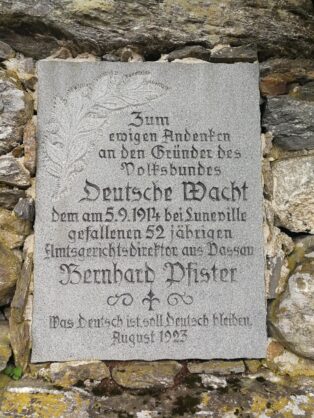 Zum
ewigen Andenken
an den Gründer des
Volksbundes
Deutsche Wacht
dem am 5.9.1914 bei Luneville
gefallenen 52 jährigen
Amtsgerichtsdirektor aus Passau
Bernhard Pfister
Was Deutsch ist, soll Deutsch bleiben.
August 1923